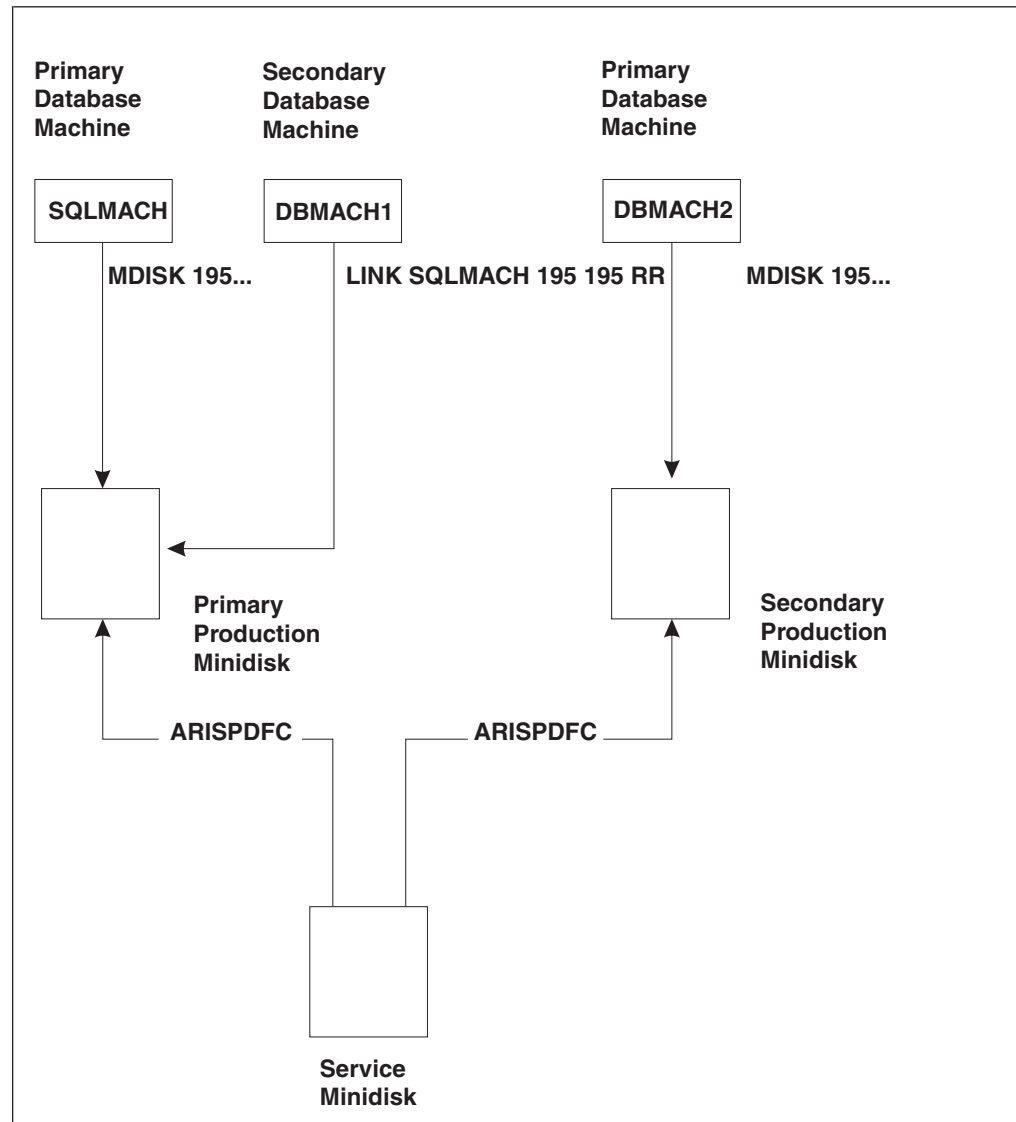 Primary
Database
Machine
Secondary
Database
Machine
Primary
Database
Machine
SQLMACH
DBMACH1
DBMACH2
MDISK 195...
LINK SQLMACH 195 195 RR
MDISK 195...
Primary
Production
Minidisk
Secondary
Production
Minidisk
ARISPDFC
ARISPDFC
Service
Minidisk